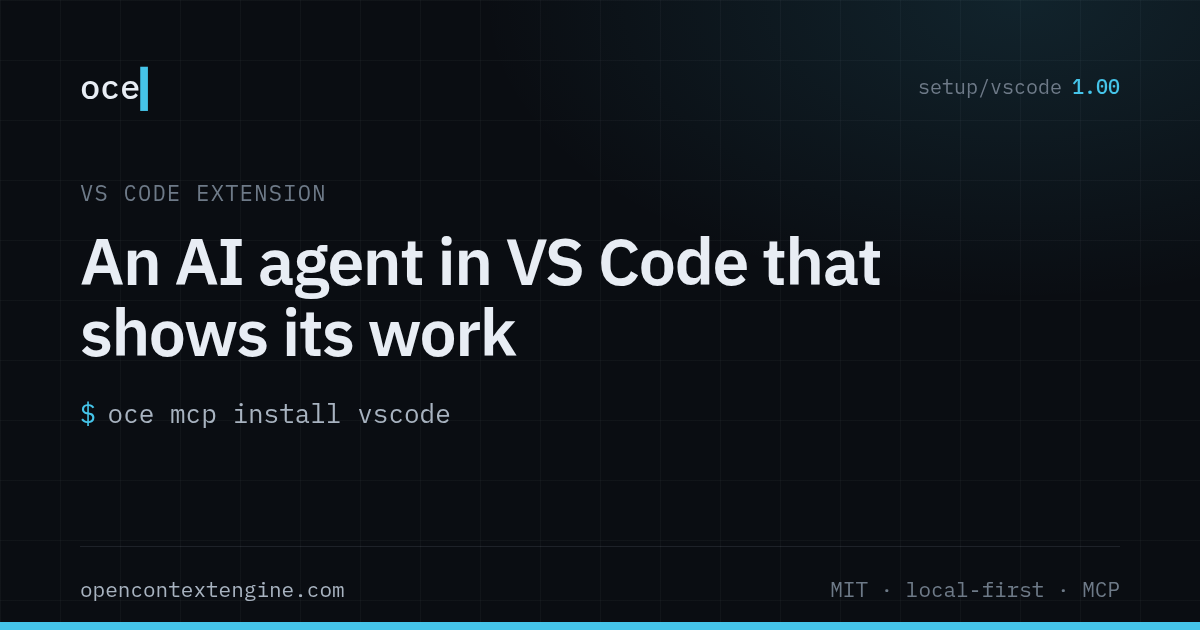 oce
setup/vscode 1.00
VS CODE EXTENSION
An AI agent in VS Code that
shows its work
$ oce mcp install vscode
opencontextengine.com
MIT · local-first · MCP